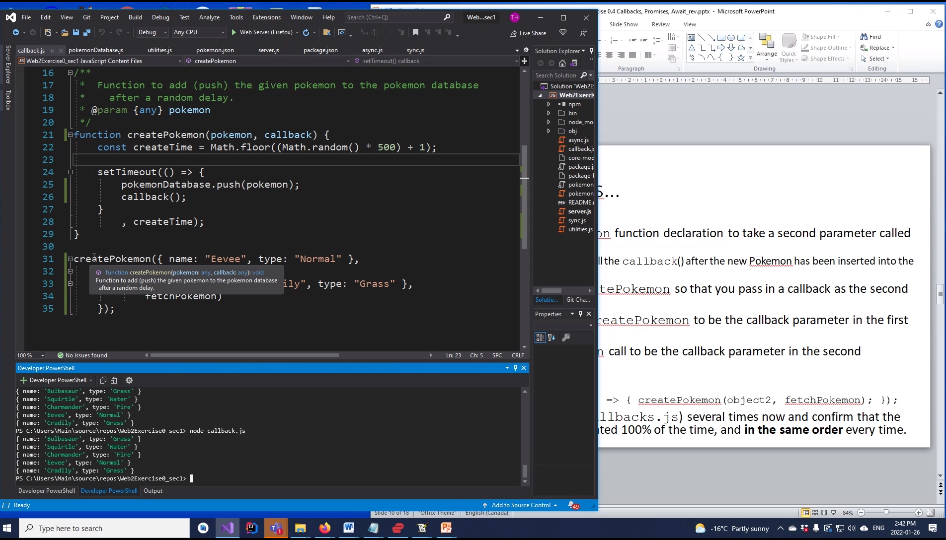 File Edit View Git Project Build Debug Test Analyze Tools Extensions Window Help Search (Ctrl+Q) Web...sec1 TH
Debug Any CPU Web2Exercise0 (Firefox) Live Share
callback.js pokemonDatabase.js utilities.js pokemon.json server.js package.json async.js sync.js
Web2Exercise0_sec1 JavaScript Content Files createPokemon setTimeout() callback
Server Explorer
Toolbox
16 /**
17 * Function to add (push) the given pokemon to the pokemon database
18 after a random delay.
19 * @param {any} pokemon
20 */
21 function createPokemon(pokemon, callback) {
22 const createTime = Math.floor((Math.random() * 500) + 1);
23
24 setTimeout(() => {
25 pokemonDatabase.push(pokemon);
26 callback();
27 }
28 , createTime);
29 }
30
31 createPokemon({ name: "Eevee", type: "Normal" },
function createPokemon(pokemon: any, callback: any): void
Function to add (push) the given pokemon to the pokemon database
after a random delay.
32
33 ily", type: "Grass" },
34 fetchPokemon)
35 });
100 % No issues found Ln: 23 Ch: 5 SPC CRLF
Developer PowerShell
+ Developer PowerShell
{ name: 'Bulbasaur', type: 'Grass' }
{ name: 'Squirtle', type: 'Water' }
{ name: 'Charmander', type: 'Fire' }
{ name: 'Eevee', type: 'Normal' }
{ name: 'Cradily', type: 'Grass' }
PS C:\Users\Main\source\repos\Web2Exercise0_sec1> node callback.js
{ name: 'Bulbasaur', type: 'Grass' }
{ name: 'Squirtle', type: 'Water' }
{ name: 'Charmander', type: 'Fire' }
{ name: 'Eevee', type: 'Normal' }
{ name: 'Cradily', type: 'Grass' }
PS C:\Users\Main\source\repos\Web2Exercise0_sec1>
Developer PowerShell Developer PowerShell Output
Ready Add to Source Control
Solution Explorer
Search Solution
Solution 'Web2Exer
Web2Exerci
npm
bin
node_mo
obj
async.js
callback.js
core-mod
package.js
package.js
pokemon
pokemon
README
server.js
sync.js
utilities.js
Solutio... Git Cha...
Properties
se 0.4 Callbacks, Promises, Await_rev.pptx - Microsoft PowerPoint
Slide Show Review View
Paragraph Drawing Editing
Arrange Quick Styles
Shape Fill
Shape Outline
Shape Effects
Find
Replace
Select
s...
on function declaration to take a second parameter called
ll the callback() after the new Pokemon has been inserted into the
tePokemon so that you pass in a callback as the second
createPokemon to be the callback parameter in the first
n call to be the callback parameter in the second
=> { createPokemon(object2, fetchPokemon); });
llbacks.js) several times now and confirm that the
ted 100% of the time, and in the same order every time.
Slide 10 of 18 "Office Theme" English (Canada) 84%
Type here to search
-16°C Partly sunny ENG 2:42 PM
2022-01-26